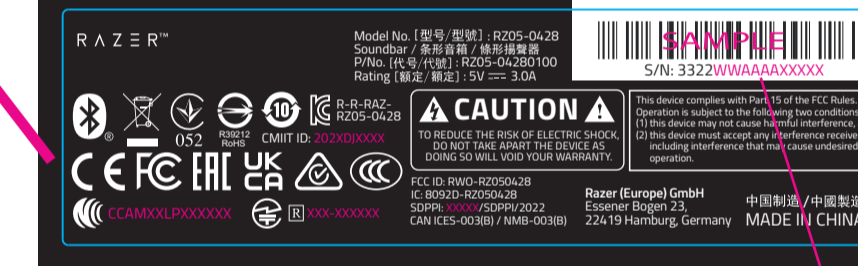 RAZER™
Model No. [型号/型號] : RZ05-0428
Soundbar / 条形音箱 / 條形揚聲器
P/No. [代号/代號] : RZ05-04280100
Rating [額定/额定] : 5V ⎓ 3.0A
SAMPLE
S/N: 3322WWAAAAXXXXX
®
052
R39212
RoHS
10
CMIIT ID: 202XDJXXXX
R-R-RAZ-
RZ05-0428
CAUTION
TO REDUCE THE RISK OF ELECTRIC SHOCK,
DO NOT TAKE APART THE DEVICE AS
DOING SO WILL VOID YOUR WARRANTY.
This device complies with Part 15 of the FCC Rules.
Operation is subject to the following two conditions
(1) this device may not cause harmful interference,
(2) this device must accept any interference receive
including interference that may cause undesired
operation.
CE FC EAC UK CA CCC
CCAMXXLPXXXXXX
R XXX-XXXXXX
FCC ID: RWO-RZ050428
IC: 8092D-RZ050428
SDPPI: XXXXX/SDPPI/2022
CAN ICES-003(B) / NMB-003(B)
Razer (Europe) GmbH
Essener Bogen 23,
22419 Hamburg, Germany
中国制造/中國製造
MADE IN CHINA